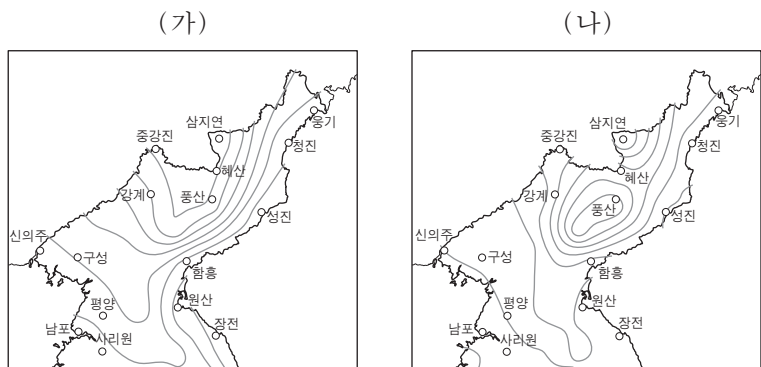 (가)
삼지연
웅기
중강진
청진
혜산
강계
풍산
성진
신의주
구성
함흥
평양
원산
남포
장전
사리원
(나)
삼지연
웅기
중강진
청진
혜산
강계
풍산
성진
신의주
구성
함흥
평양
원산
남포
장전
사리원